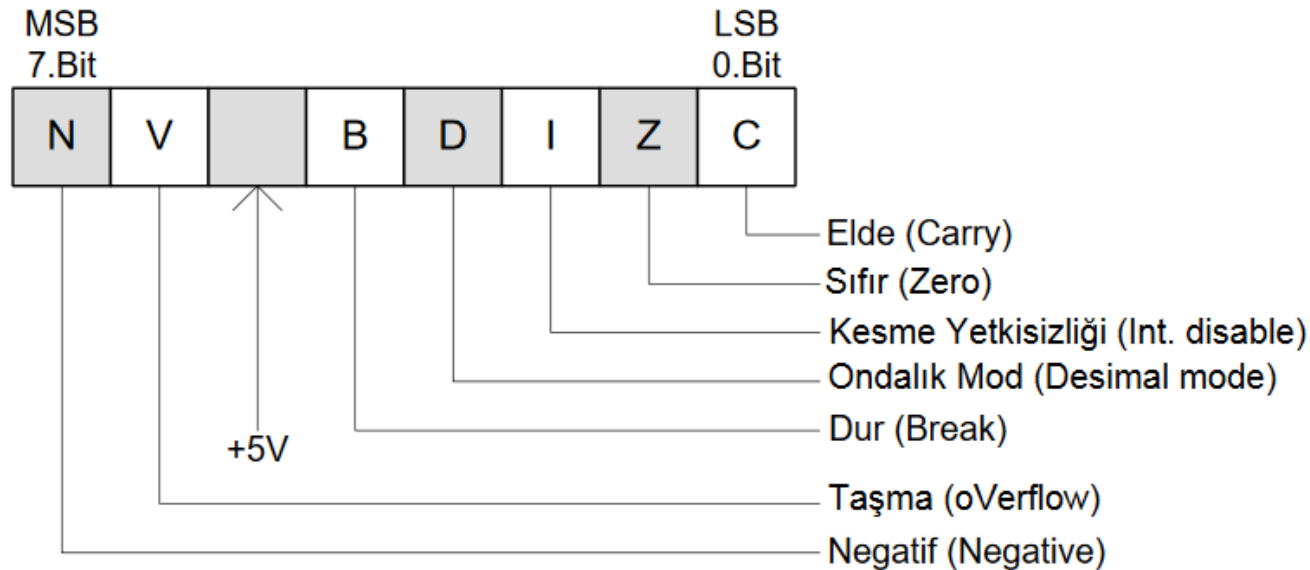 MSB
7.Bit
LSB
0.Bit
N V B D I Z C
Elde (Carry)
Sıfır (Zero)
Kesme Yetkisizliği (Int. disable)
Ondalık Mod (Desimal mode)
Dur (Break)
+5V
Taşma (oVerflow)
Negatif (Negative)